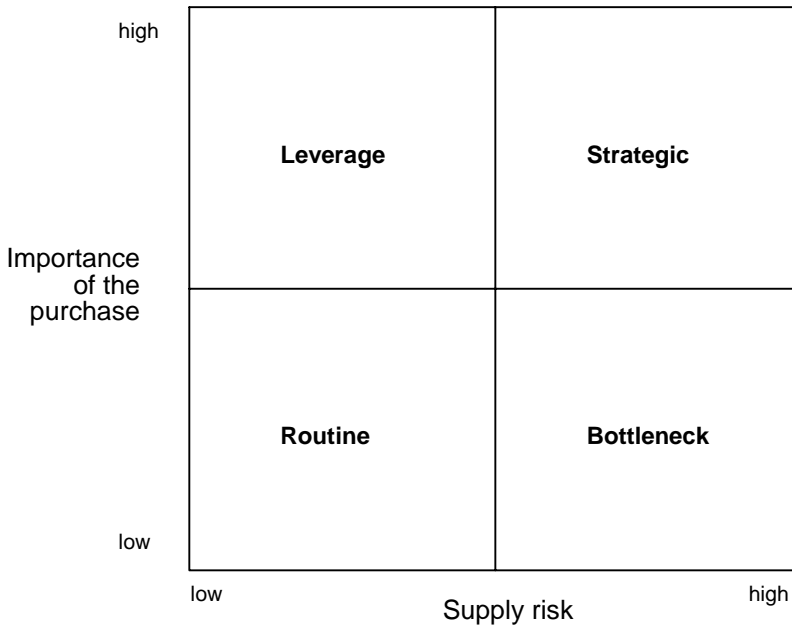 high
Leverage
Strategic
Importance
of the
purchase
Routine
Bottleneck
low
low
high
Supply risk